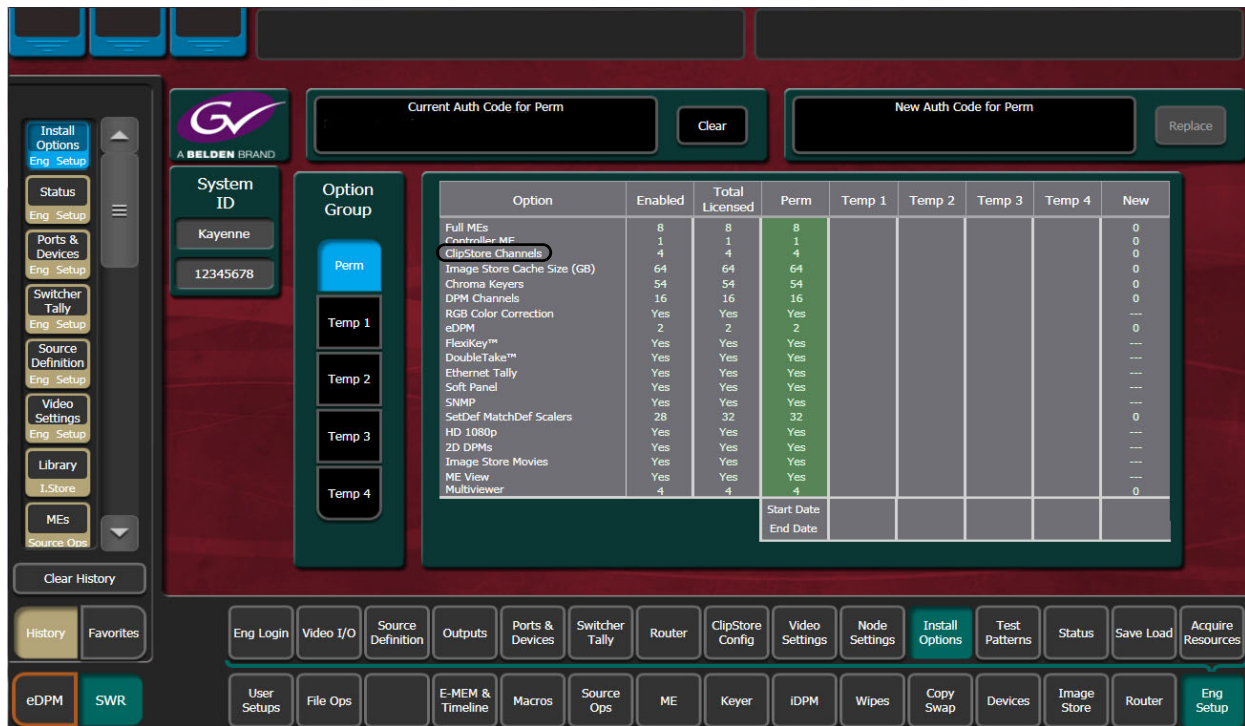 Current Auth Code for Perm
Clear
New Auth Code for Perm
Replace
GV
A BELDEN BRAND
Install
Options
Eng Setup
Status
Eng Setup
Ports &
Devices
Eng Setup
Switcher
Tally
Eng Setup
Source
Definition
Eng Setup
Video
Settings
Eng Setup
Library
I.Store
MEs
Source Ops
Clear History
History
Favorites
System
ID
Kayenne
12345678
Option
Group
Perm
Temp 1
Temp 2
Temp 3
Temp 4
Option Enabled Total Licensed Perm Temp 1 Temp 2 Temp 3 Temp 4 New
Full MEs 8 8 8 0
Controller ME 1 1 1 0
ClipStore Channels 4 4 4 0
Image Store Cache Size (GB) 64 64 64 0
Chroma Keyers 54 54 54 0
DPM Channels 16 16 16 0
RGB Color Correction Yes Yes Yes ---
eDPM 2 2 2 0
FlexiKey™ Yes Yes Yes ---
DoubleTake™ Yes Yes Yes ---
Ethernet Tally Yes Yes Yes ---
Soft Panel Yes Yes Yes ---
SNMP Yes Yes Yes ---
SetDef MatchDef Scalers 28 32 32 0
HD 1080p Yes Yes Yes ---
2D DPMs Yes Yes Yes ---
Image Store Movies Yes Yes Yes ---
ME View Yes Yes Yes ---
Multiviewer 4 4 4 0
Start Date
End Date
Eng Login
Video I/O
Source
Definition
Outputs
Ports &
Devices
Switcher
Tally
Router
ClipStore
Config
Video
Settings
Node
Settings
Install
Options
Test
Patterns
Status
Save Load
Acquire
Resources
eDPM
SWR
User
Setups
File Ops
E-MEM &
Timeline
Macros
Source
Ops
ME
Keyer
iDPM
Wipes
Copy
Swap
Devices
Image
Store
Router
Eng
Setup